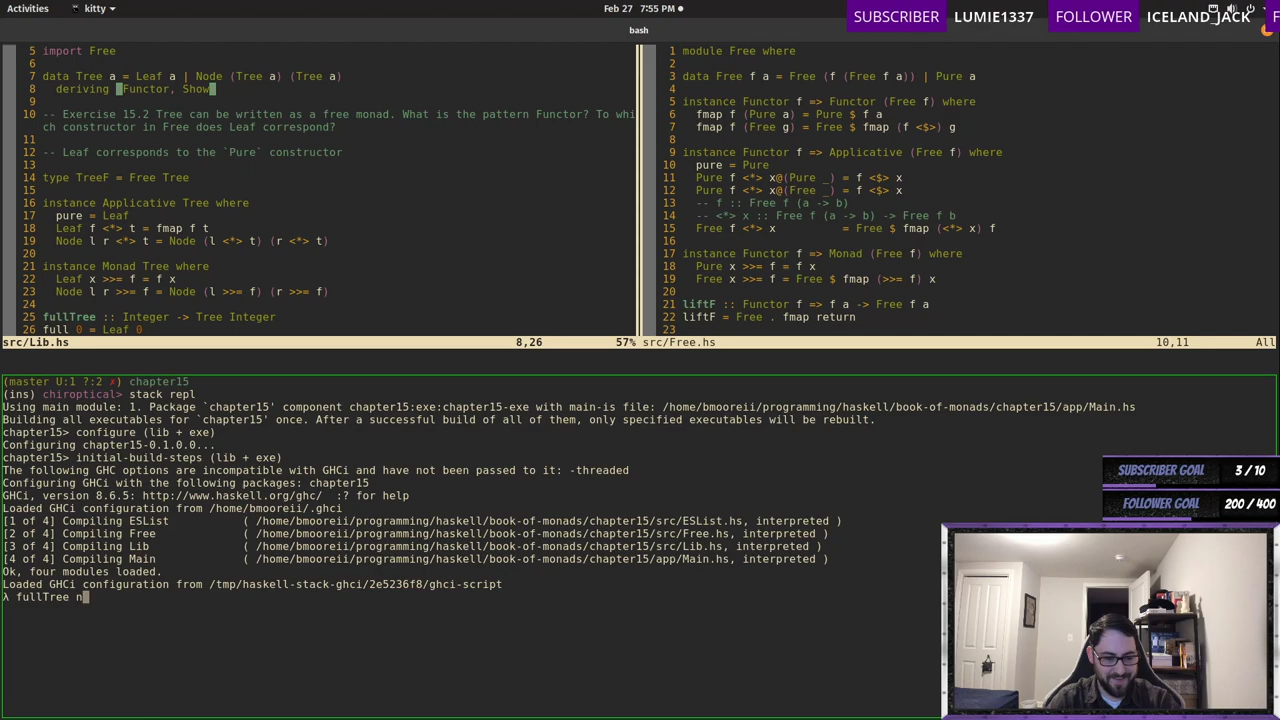 Activities
kitty
Feb 27 7:55 PM
SUBSCRIBER LUMIE1337 FOLLOWER ICELAND_JACK F
bash
5 import Free
6
7 data Tree a = Leaf a | Node (Tree a) (Tree a)
8   deriving (Functor, Show)
9
10 -- Exercise 15.2 Tree can be written as a free monad. What is the pattern Functor? To whi
ch constructor in Free does Leaf correspond?
11
12 -- Leaf corresponds to the `Pure` constructor
13
14 type TreeF = Free Tree
15
16 instance Applicative Tree where
17   pure = Leaf
18   Leaf f <*> t = fmap f t
19   Node l r <*> t = Node (l <*> t) (r <*> t)
20
21 instance Monad Tree where
22   Leaf x >>= f = f x
23   Node l r >>= f = Node (l >>= f) (r >>= f)
24
25 fullTree :: Integer -> Tree Integer
26 full 0 = Leaf 0
src/Lib.hs 8,26 57%
1 module Free where
2
3 data Free f a = Free (f (Free f a)) | Pure a
4
5 instance Functor f => Functor (Free f) where
6   fmap f (Pure a) = Pure $ f a
7   fmap f (Free g) = Free $ fmap (f <$>) g
8
9 instance Functor f => Applicative (Free f) where
10   pure = Pure
11   Pure f <*> x@(Pure _) = f <$> x
12   Pure f <*> x@(Free _) = f <$> x
13   -- f :: Free f (a -> b)
14   -- <*> x :: Free f (a -> b) -> Free f b
15   Free f <*> x          = Free $ fmap (<*> x) f
16
17 instance Functor f => Monad (Free f) where
18   Pure x >>= f = f x
19   Free x >>= f = Free $ fmap (>>= f) x
20
21 liftF :: Functor f => f a -> Free f a
22 liftF = Free . fmap return
23
src/Free.hs 10,11 All
(master U:1 ?:2 ✗) chapter15
(ins) chiroptical> stack repl
Using main module: 1. Package `chapter15' component chapter15:exe:chapter15-exe with main-is file: /home/bmooreii/programming/haskell/book-of-monads/chapter15/app/Main.hs
Building all executables for `chapter15' once. After a successful build of all of them, only specified executables will be rebuilt.
chapter15> configure (lib + exe)
Configuring chapter15-0.1.0.0...
chapter15> initial-build-steps (lib + exe)
The following GHC options are incompatible with GHCi and have not been passed to it: -threaded
Configuring GHCi with the following packages: chapter15
GHCi, version 8.6.5: http://www.haskell.org/ghc/  :? for help
Loaded GHCi configuration from /home/bmooreii/.ghci
[1 of 4] Compiling ESList           ( /home/bmooreii/programming/haskell/book-of-monads/chapter15/src/ESList.hs, interpreted )
[2 of 4] Compiling Free             ( /home/bmooreii/programming/haskell/book-of-monads/chapter15/src/Free.hs, interpreted )
[3 of 4] Compiling Lib              ( /home/bmooreii/programming/haskell/book-of-monads/chapter15/src/Lib.hs, interpreted )
[4 of 4] Compiling Main             ( /home/bmooreii/programming/haskell/book-of-monads/chapter15/app/Main.hs, interpreted )
Ok, four modules loaded.
Loaded GHCi configuration from /tmp/haskell-stack-ghci/2e5236f8/ghci-script
λ fullTree n
SUBSCRIBER GOAL 3 / 10
FOLLOWER GOAL 200 / 400